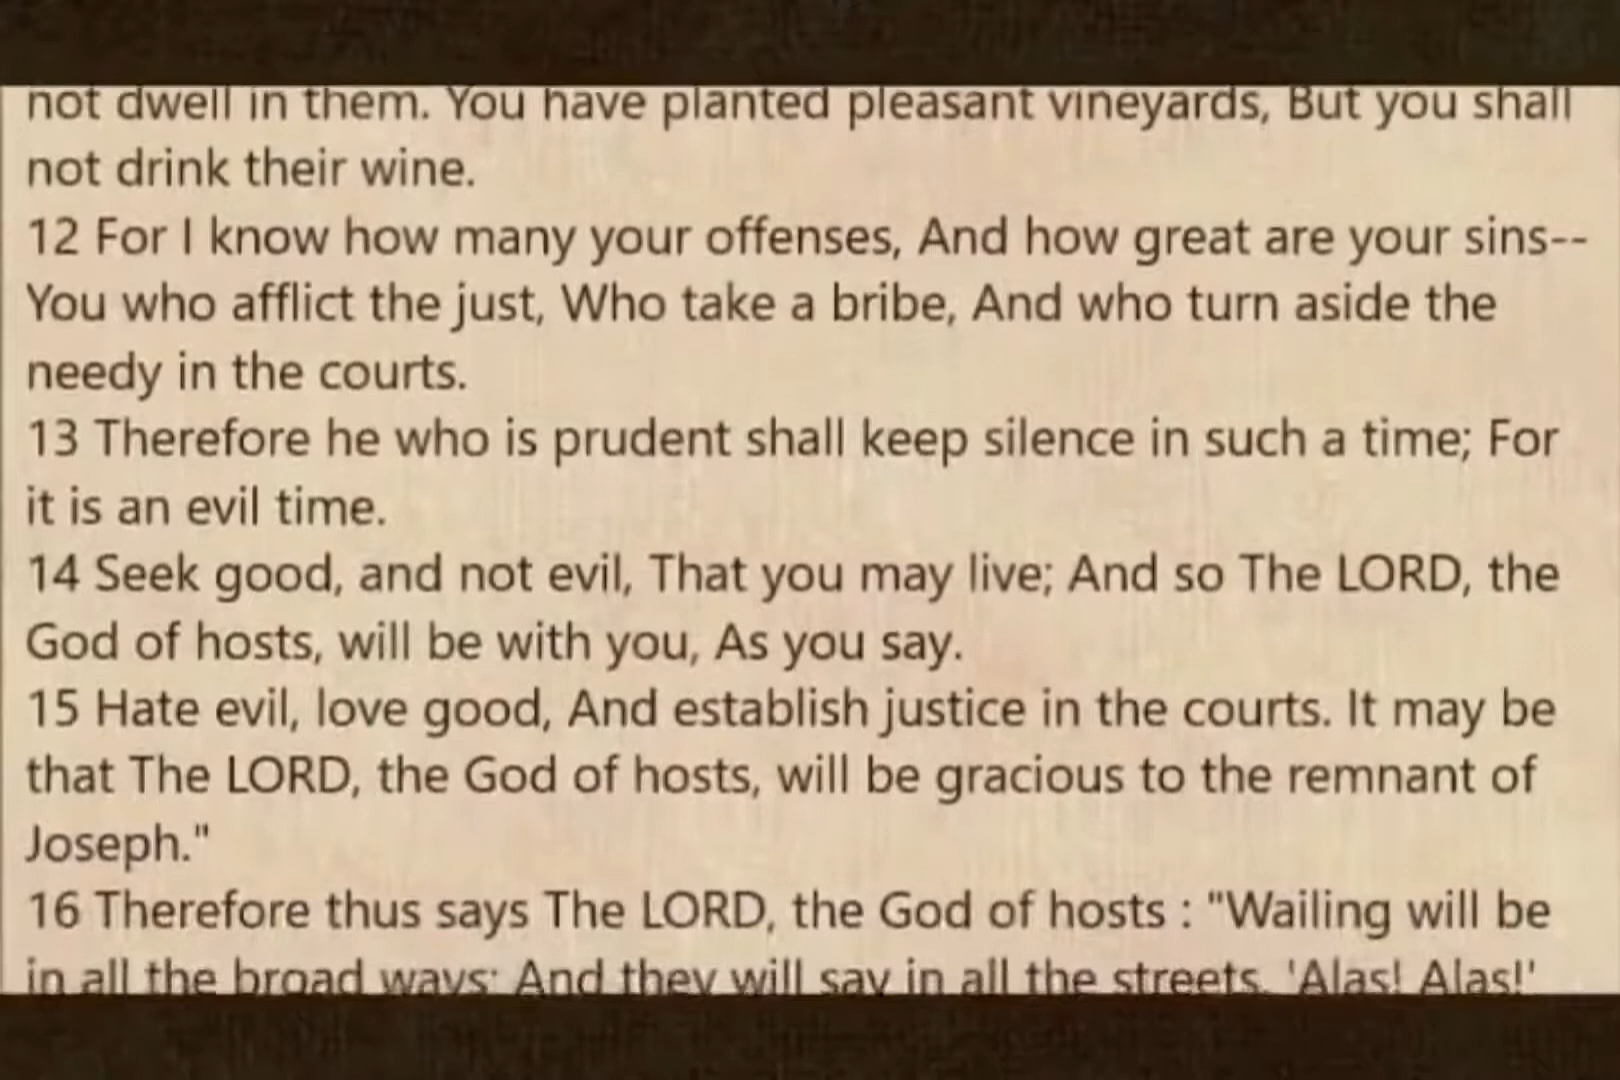 not dwell in them. You have planted pleasant vineyards, But you shall
not drink their wine.
12 For I know how many your offenses, And how great are your sins--
You who afflict the just, Who take a bribe, And who turn aside the
needy in the courts.
13 Therefore he who is prudent shall keep silence in such a time; For
it is an evil time.
14 Seek good, and not evil, That you may live; And so The LORD, the
God of hosts, will be with you, As you say.
15 Hate evil, love good, And establish justice in the courts. It may be
that The LORD, the God of hosts, will be gracious to the remnant of
Joseph."
16 Therefore thus says The LORD, the God of hosts : "Wailing will be
in all the broad ways; And they will say in all the streets, 'Alas! Alas!'